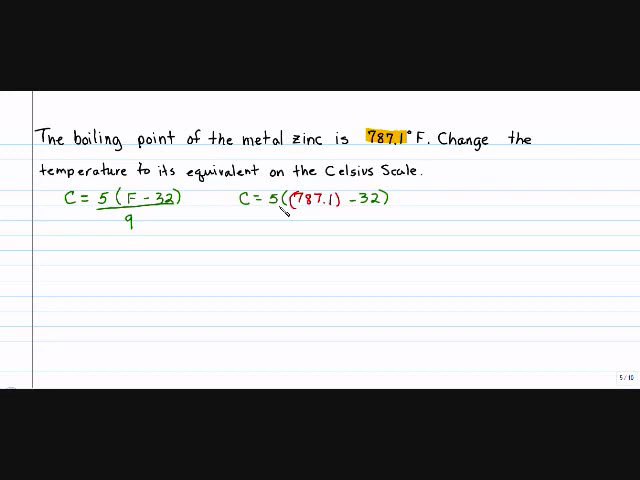 The boiling point of the metal zinc is 787.1° F. Change the
temperature to its equivalent on the Celsius Scale.
C = 5 ( F - 32) C = 5((787.1) - 32)
9
5/10